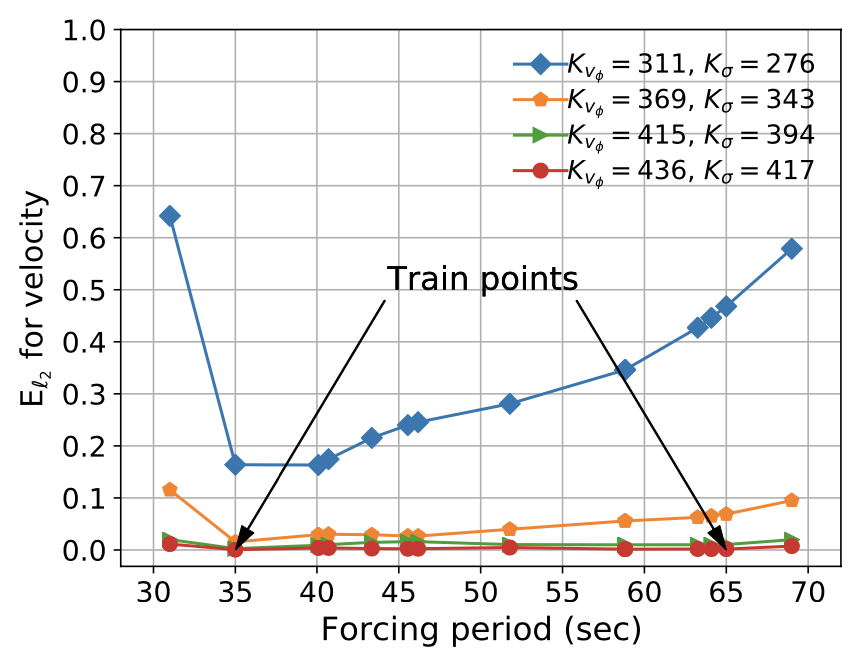 1.0
0.9
0.8
0.7
0.6
0.5
0.4
0.3
0.2
0.1
0.0
E_{ℓ_2} for velocity
K_{v_ϕ} = 311, K_σ = 276
K_{v_ϕ} = 369, K_σ = 343
K_{v_ϕ} = 415, K_σ = 394
K_{v_ϕ} = 436, K_σ = 417
Train points
30 35 40 45 50 55 60 65 70
Forcing period (sec)